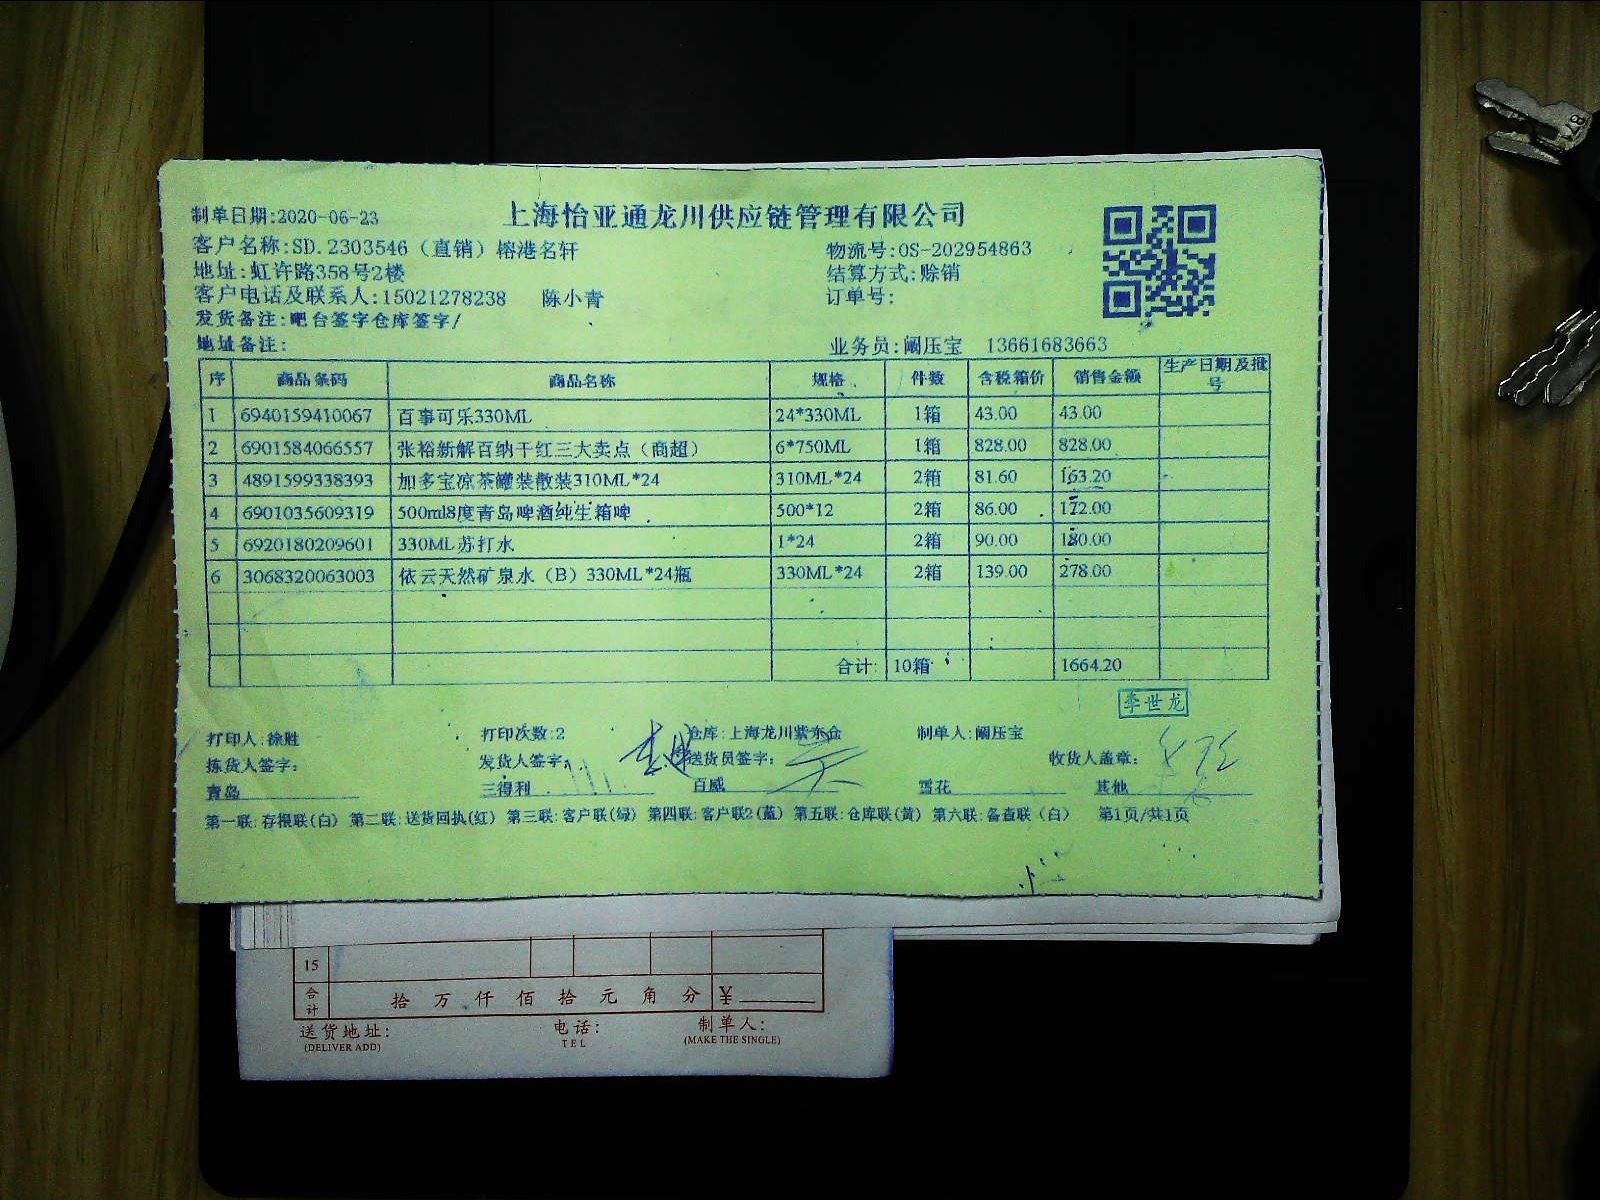 上海怡亚通龙川供应链管理有限公司
制单日期:2020-06-23
客户名称:SD.2303546（直销）榕港名轩 物流号:OS-202954863
地址:虹许路358号2楼 结算方式:赊销
客户电话及联系人:15021278238 陈小青 订单号:
发货备注:吧台签字仓库签字/
地址备注: 业务员:阚压宝 13661683663
序 商品条码 商品名称 规格 件数 含税箱价 销售金额 生产日期及批号
1 6940159410067 百事可乐330ML 24*330ML 1箱 43.00 43.00
2 6901584066557 张裕新解百纳干红三大卖点（商超） 6*750ML 1箱 828.00 828.00
3 4891599338393 加多宝凉茶罐装散装310ML*24 310ML*24 2箱 81.60 163.20
4 6901035609319 500ml8度青岛啤酒纯生箱啤 500*12 2箱 86.00 172.00
5 6920180209601 330ML苏打水 1*24 2箱 90.00 180.00
6 3068320063003 依云天然矿泉水（B）330ML*24瓶 330ML*24 2箱 139.00 278.00
合计: 10箱 1664.20
李世龙
打印人:徐胜 打印次数:2 仓库:上海龙川紫东仓 制单人:阚压宝
拣货人签字: 发货人签字: 送货员签字: 收货人盖章:
青岛 三得利 百威 雪花 其他
第一联:存根联(白) 第二联:送货回执(红) 第三联:客户联(绿) 第四联:客户联2(蓝) 第五联:仓库联(黄) 第六联:备查联(白) 第1页/共1页
15
合计 拾 万 仟 佰 拾 元 角 分 ¥
送货地址: 电话: 制单人:
(DELIVER ADD) TEL (MAKE THE SINGLE)